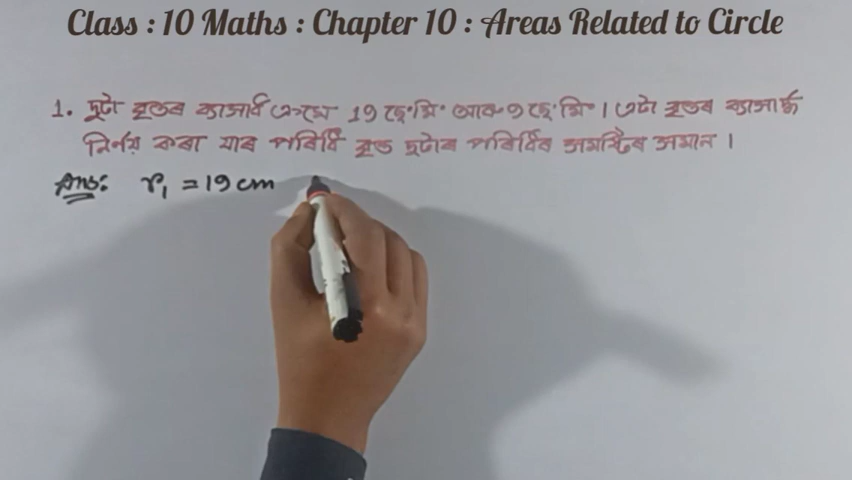 Class : 10 Maths : Chapter 10 : Areas Related to Circle
1. দুটা বৃত্তৰ ব্যাসাৰ্ধ ক্ৰমে 19 ছে·মি· আৰু 9 ছে·মি·। এটা বৃত্তৰ ব্যাসাৰ্দ্ধ
নিৰ্ণয় কৰা যাৰ পৰিধি বৃত্ত দুটাৰ পৰিধিৰ সমষ্টিৰ সমান।
Ans: r₁ = 19 cm